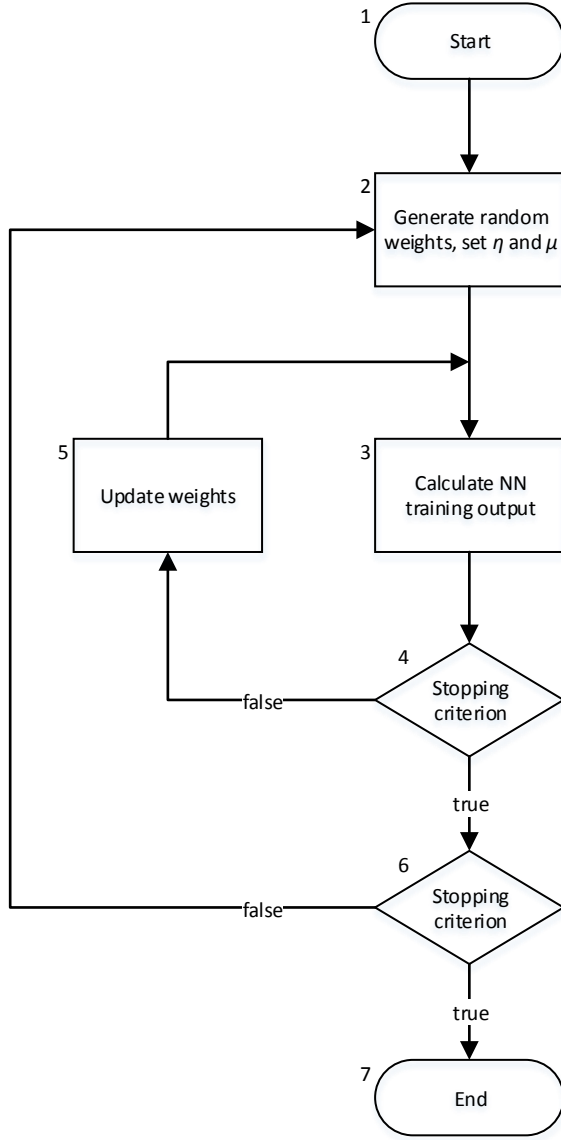 1
Start
2
Generate random
weights, set η and μ
5
Update weights
3
Calculate NN
training output
4
Stopping
criterion
false
true
6
Stopping
criterion
false
true
7
End